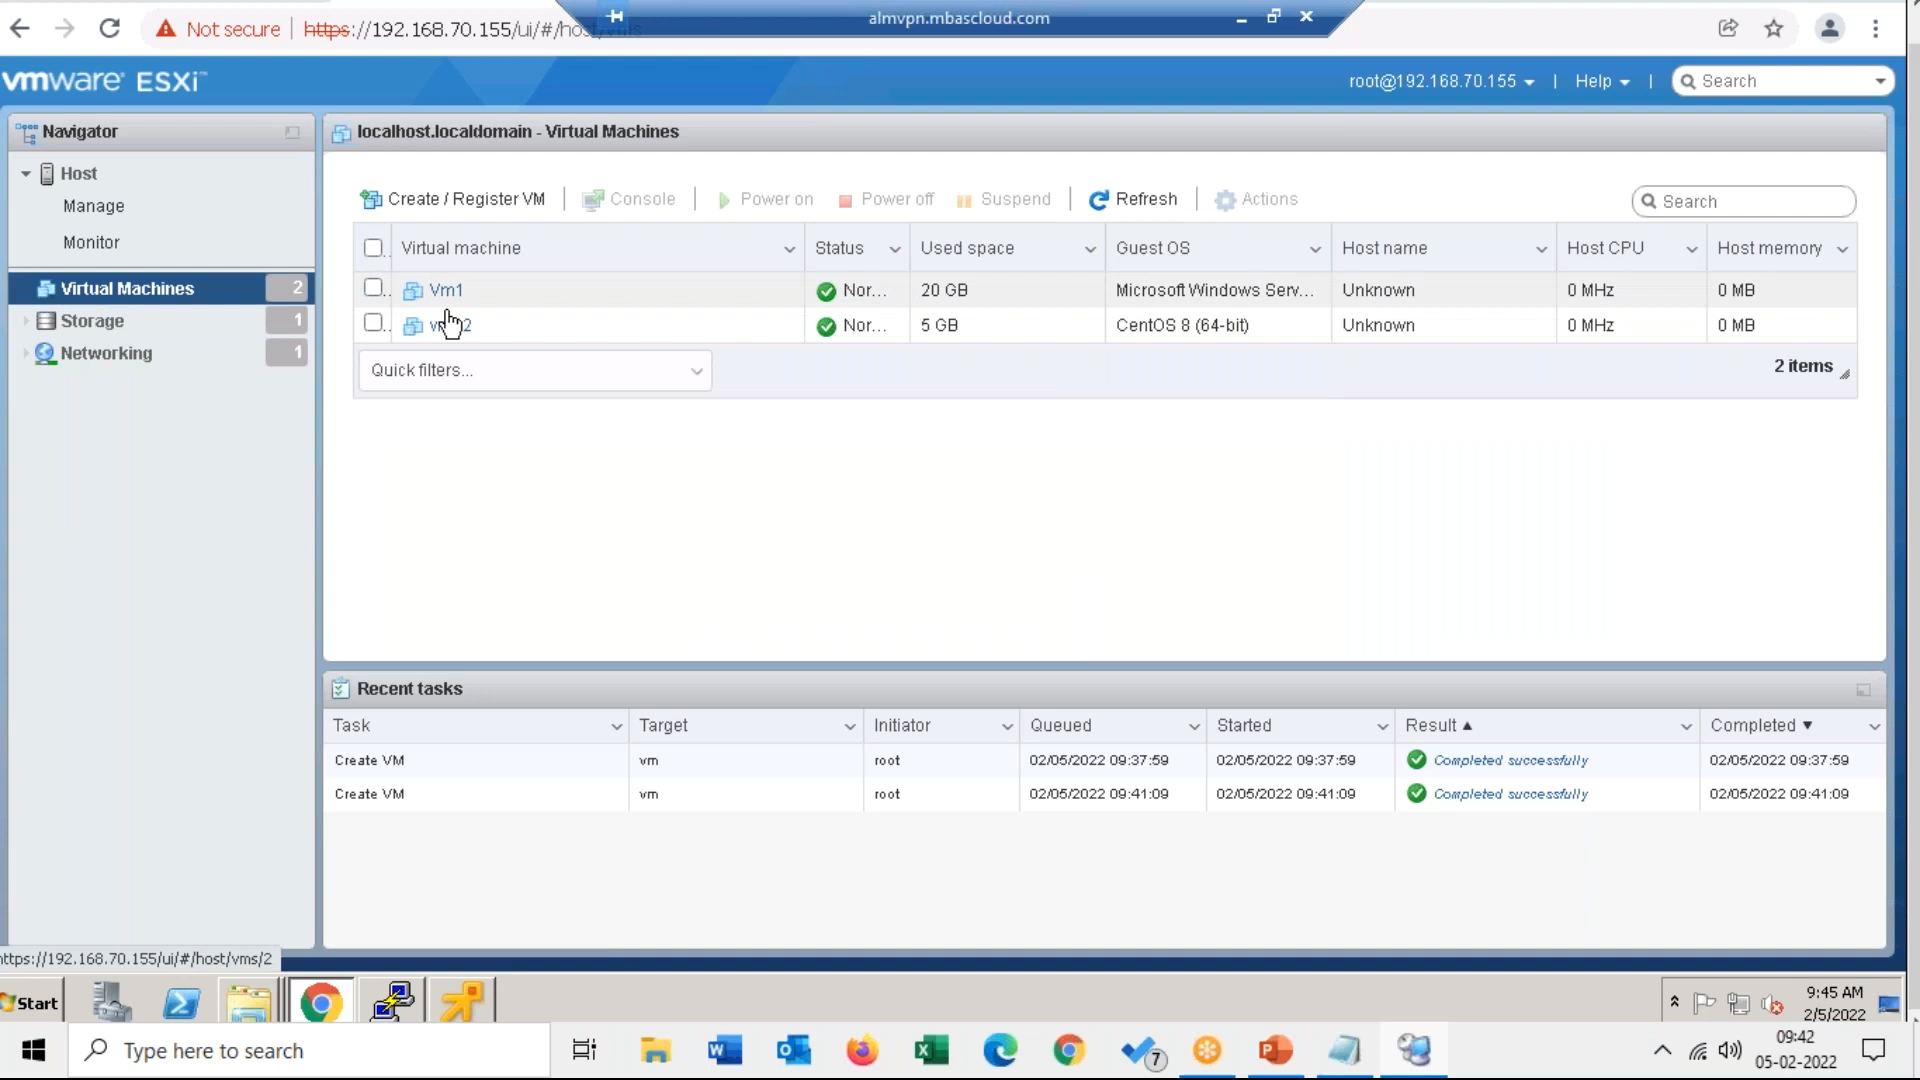 almvpn.mbascloud.com
Not secure
https://192.168.70.155/ui/#/host/vms
vmware ESXi™
root@192.168.70.155
Help
Search
Navigator
localhost.localdomain - Virtual Machines
Host
Manage
Monitor
Virtual Machines 2
Storage 1
Networking 1
Create / Register VM
Console
Power on
Power off
Suspend
Refresh
Actions
Search
Virtual machine Status Used space Guest OS Host name Host CPU Host memory
Vm1 Nor... 20 GB Microsoft Windows Serv... Unknown 0 MHz 0 MB
Nor... 5 GB CentOS 8 (64-bit) Unknown 0 MHz 0 MB
Quick filters...
2 items
Recent tasks
Task Target Initiator Queued Started Result Completed
Create VM vm root 02/05/2022 09:37:59 02/05/2022 09:37:59 Completed successfully 02/05/2022 09:37:59
Create VM vm root 02/05/2022 09:41:09 02/05/2022 09:41:09 Completed successfully 02/05/2022 09:41:09
https://192.168.70.155/ui/#/host/vms/2
Start
9:45 AM
2/5/2022
Type here to search
7
09:42
05-02-2022